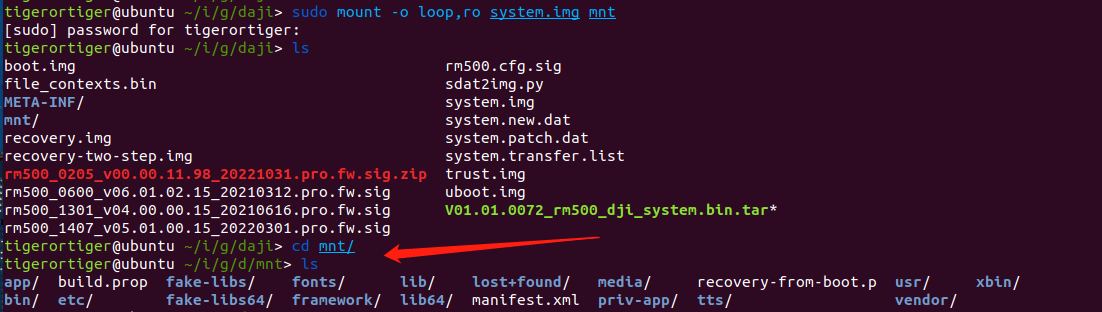 tigerortiger@ubuntu ~/i/g/daji> sudo mount -o loop,ro system.img mnt
[sudo] password for tigerortiger:
tigerortiger@ubuntu ~/i/g/daji> ls
boot.img rm500.cfg.sig
file_contexts.bin sdat2img.py
META-INF/ system.img
mnt/ system.new.dat
recovery.img system.patch.dat
recovery-two-step.img system.transfer.list
rm500_0205_v00.00.11.98_20221031.pro.fw.sig.zip trust.img
rm500_0600_v06.01.02.15_20210312.pro.fw.sig uboot.img
rm500_1301_v04.00.00.15_20210616.pro.fw.sig V01.01.0072_rm500_dji_system.bin.tar*
rm500_1407_v05.01.00.15_20220301.pro.fw.sig
tigerortiger@ubuntu ~/i/g/daji> cd mnt/
tigerortiger@ubuntu ~/i/g/d/mnt> ls
app/ build.prop fake-libs/ fonts/ lib/ lost+found/ media/ recovery-from-boot.p usr/ xbin/
bin/ etc/ fake-libs64/ framework/ lib64/ manifest.xml priv-app/ tts/ vendor/